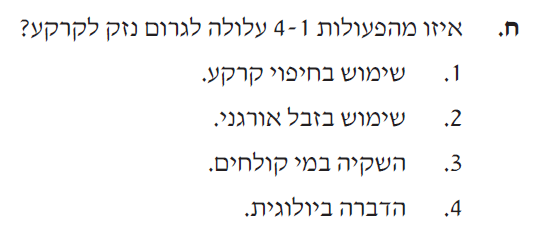 ח. איזו מהפעולות 1-4 עלולה לגרום נזק לקרקע?
1. שימוש בחיפוי קרקע.
2. שימוש בזבל אורגני.
3. השקיה במי קולחים.
4. הדברה ביולוגית.